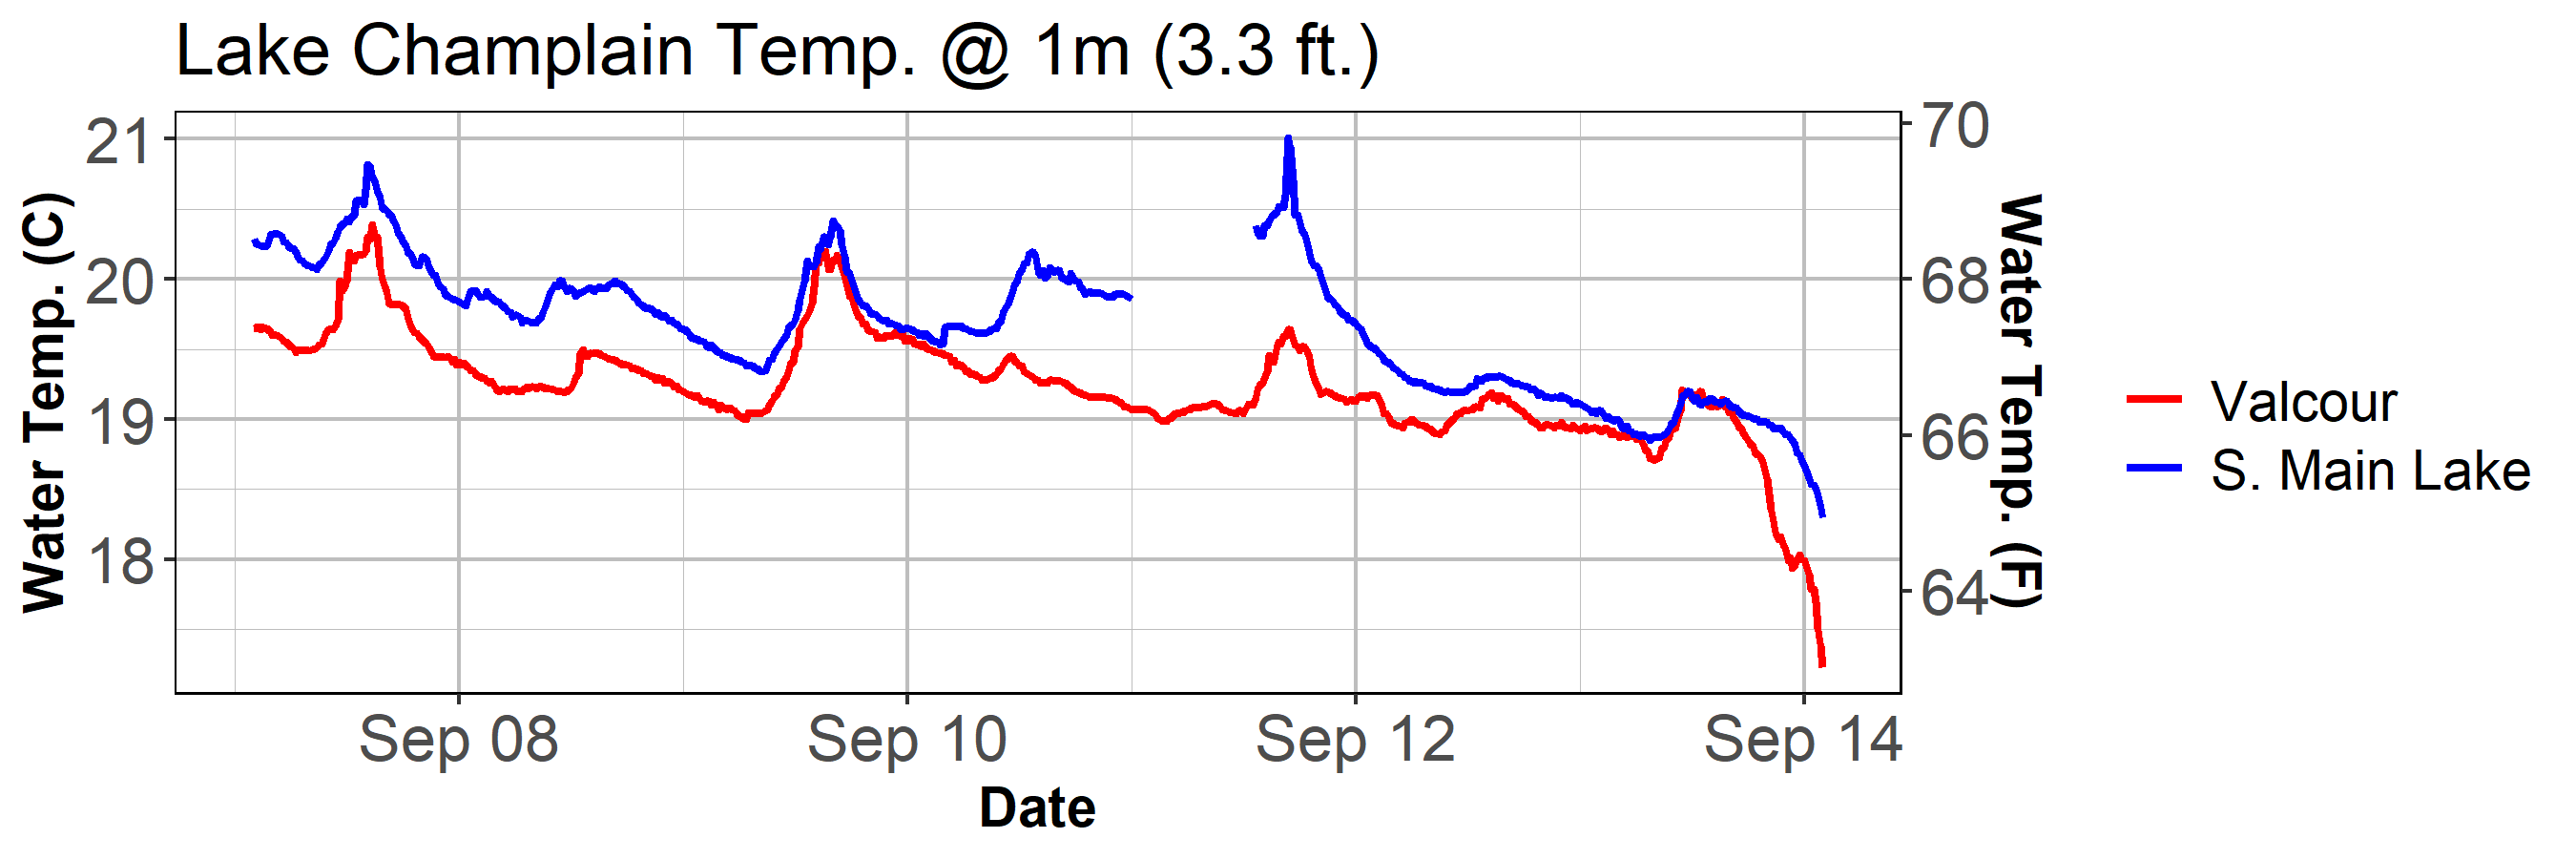 Lake Champlain Temp. @ 1m (3.3 ft.)
Water Temp. (C)
21
20
19
18
70
68
66
64
Water Temp. (F)
Valcour
S. Main Lake
Sep 08
Sep 10
Sep 12
Sep 14
Date